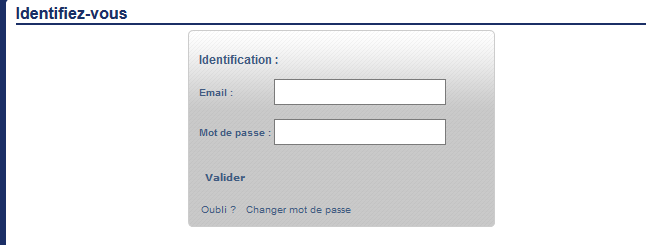 Identifiez-vous
Identification :
Email :
Mot de passe :
Valider
Oubli ? Changer mot de passe